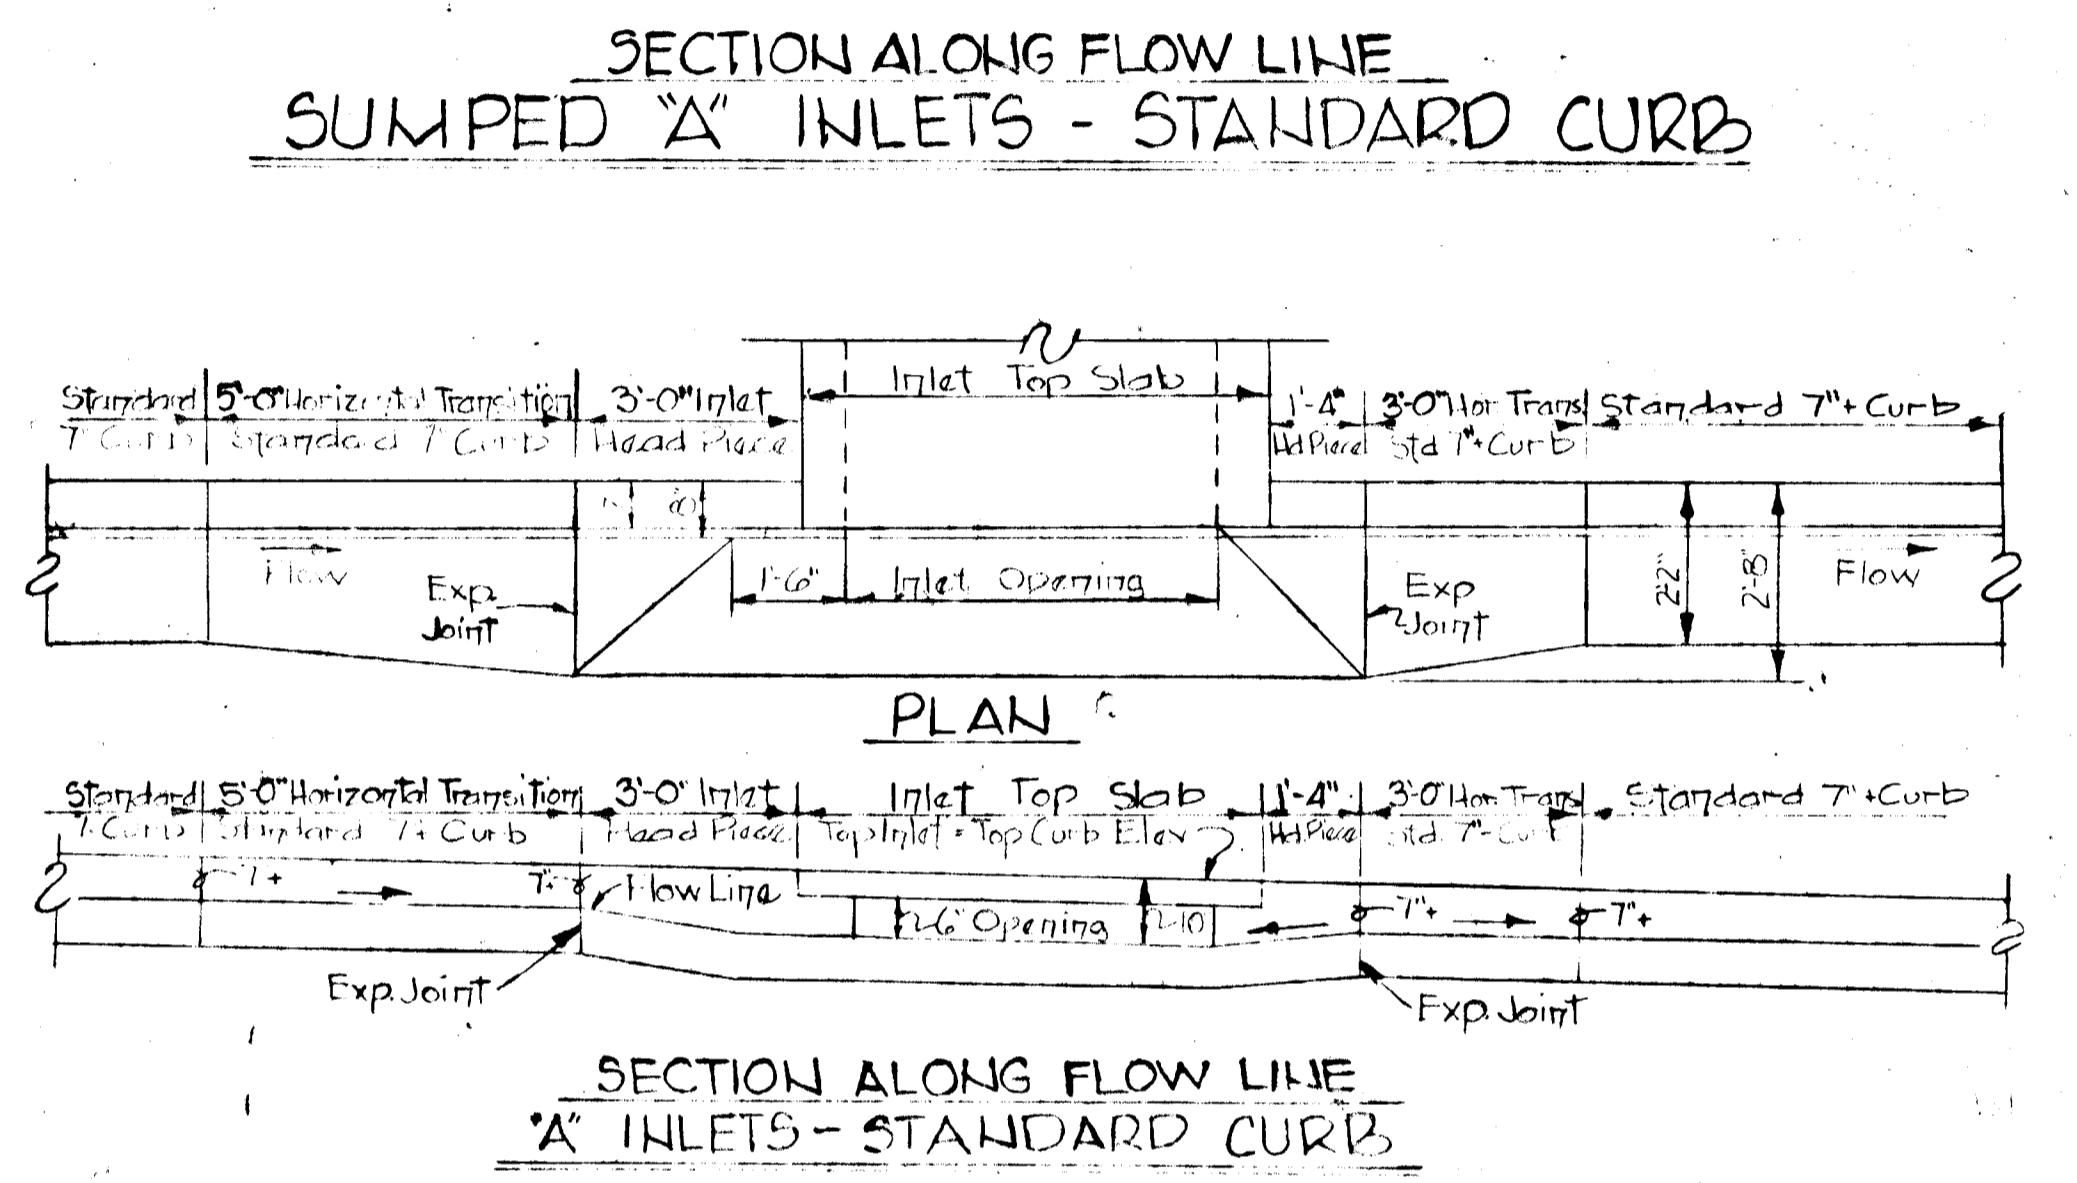 SECTION ALONG FLOW LINE
SUMPED "A" INLETS - STANDARD CURB
Inlet Top Slab
Standard 5'-0" Horizontal Transition 3'-0" Inlet 1'-4" 3'-0" Hor Trans Standard 7"+ Curb
7" Curb Standard 7" Curb Head Piece Hd Piece Std 7"+ Curb
8"
Flow
Exp. Joint
1'-6" Inlet Opening
Exp Joint
2'-2"
2'-8"
Flow
PLAN
Standard 5'-0" Horizontal Transition 3'-0" Inlet Inlet Top Slab 1'-4" 3'-0" Hor. Trans Standard 7"+ Curb
7" Curb Standard 7+ Curb Head Piece Top Inlet = Top Curb Elev Hd. Piece Std. 7" Curb
7+ 7"+ Flow Line
Opening
7"+ 7"+
Exp. Joint
Exp. Joint
SECTION ALONG FLOW LINE
"A" INLETS - STANDARD CURB